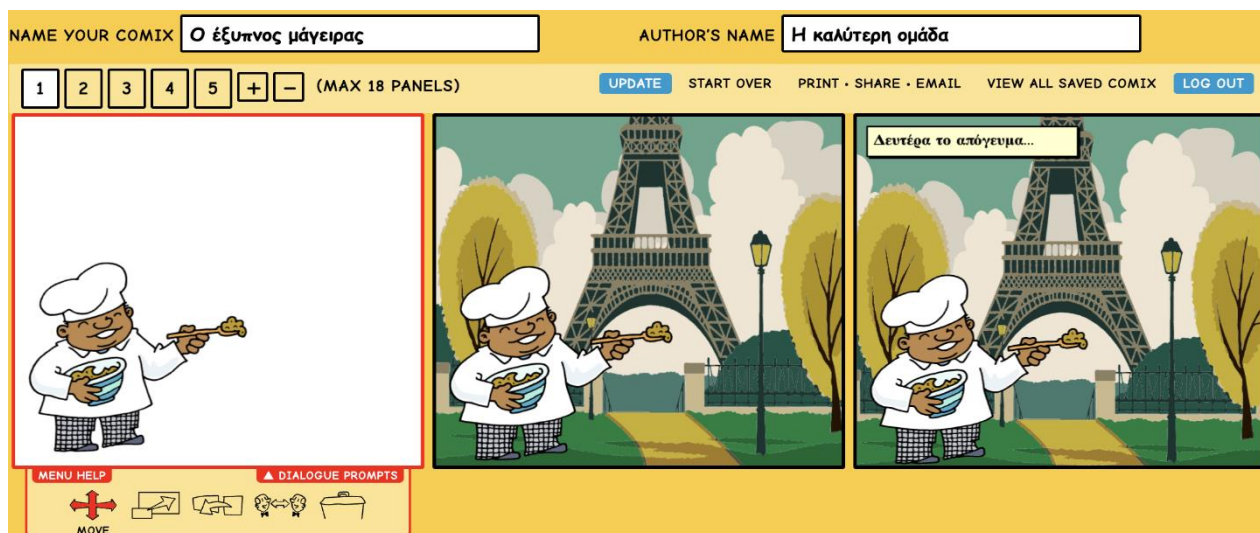 NAME YOUR COMIX Ο έξυπνος μάγειρας AUTHOR'S NAME Η καλύτερη ομάδα
1 2 3 4 5 + − (MAX 18 PANELS) UPDATE START OVER PRINT · SHARE · EMAIL VIEW ALL SAVED COMIX LOG OUT
Δευτέρα το απόγευμα...
MENU HELP ▲ DIALOGUE PROMPTS
MOVE